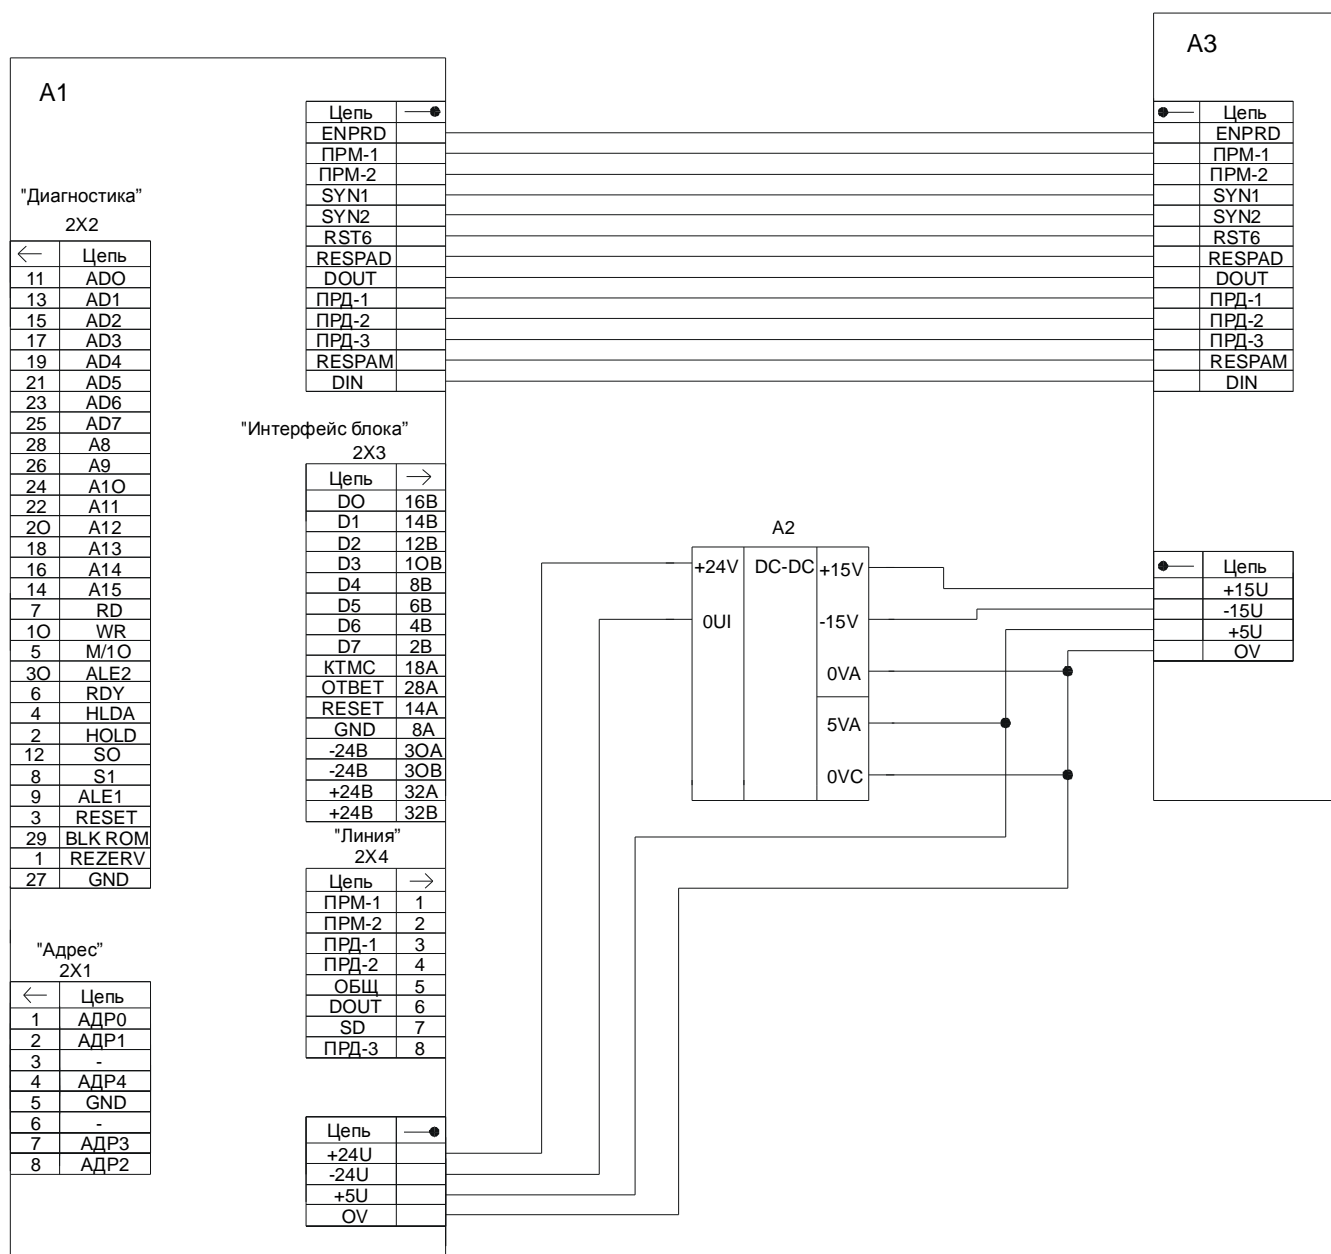 A1
"Диагностика"
2X2
← Цепь
11 ADO
13 AD1
15 AD2
17 AD3
19 AD4
21 AD5
23 AD6
25 AD7
28 A8
26 A9
24 A1O
22 A11
2O A12
18 A13
16 A14
14 A15
7 RD
1O WR
5 M/1O
3O ALE2
6 RDY
4 HLDA
2 HOLD
12 SO
8 S1
9 ALE1
3 RESET
29 BLK ROM
1 REZERV
27 GND
"Адрес"
2X1
← Цепь
1 АДР0
2 АДР1
3 -
4 АДР4
5 GND
6 -
7 АДР3
8 АДР2
Цепь
ENPRD
ПРМ-1
ПРМ-2
SYN1
SYN2
RST6
RESPAD
DOUT
ПРД-1
ПРД-2
ПРД-3
RESPAM
DIN
"Интерфейс блока"
2X3
Цепь →
DO 16B
D1 14B
D2 12B
D3 1OB
D4 8B
D5 6B
D6 4B
D7 2B
КТМС 18A
ОТВЕТ 28A
RESET 14A
GND 8A
-24В 3OA
-24В 3OB
+24В 32A
+24В 32B
"Линия"
2X4
Цепь →
ПРМ-1 1
ПРМ-2 2
ПРД-1 3
ПРД-2 4
ОБЩ 5
DOUT 6
SD 7
ПРД-3 8
Цепь
+24U
-24U
+5U
OV
A2
+24V DC-DC +15V
0UI -15V
0VA
5VA
0VC
A3
Цепь
ENPRD
ПРМ-1
ПРМ-2
SYN1
SYN2
RST6
RESPAD
DOUT
ПРД-1
ПРД-2
ПРД-3
RESPAM
DIN
Цепь
+15U
-15U
+5U
OV